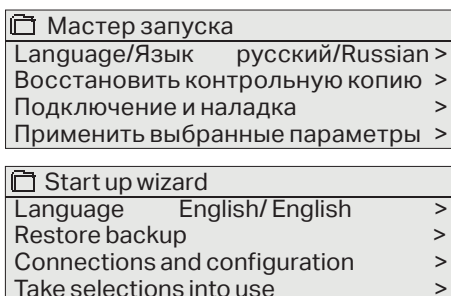 Мастер запуска
Language/Язык русский/Russian >
Восстановить контрольную копию >
Подключение и наладка >
Применить выбранные параметры >
Start up wizard
Language English/ English >
Restore backup >
Connections and configuration >
Take selections into use >